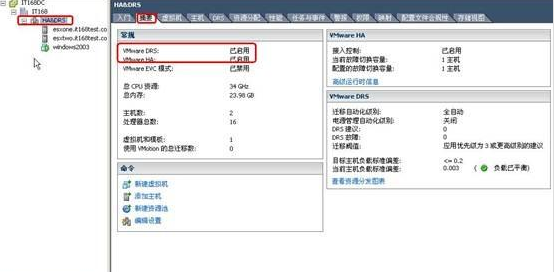 IT168DC
IT168
HA&DRS
esxone.it168test.co
esxtwo.it168test.co
windows2003
HA&DRS
入门 摘要 虚拟机 主机 DRS 资源分配 性能 任务与事件 警报 权限 映射 配置文件合规性 存储视图
常规
VMware DRS: 已启用
VMware HA: 已启用
VMware EVC 模式: 已禁用
总 CPU 资源: 34 GHz
总内存: 23.98 GB
主机数: 2
处理器总数: 16
虚拟机和模板: 1
使用 VMotion 的总迁移数: 0
命令
新建虚拟机
添加主机
新建资源池
编辑设置
VMware HA
接入控制: 已启用
当前故障切换容量: 1 主机
配置的故障切换容量: 1 主机
高级运行时信息
VMware DRS
迁移自动化级别: 全自动
电源管理自动化级别: 关闭
DRS 建议: 0
DRS 故障: 0
迁移阈值: 应用优先级为 3 或更高级别的建议
目标主机负载标准偏差: <= 0.2
当前主机负载标准偏差: 0.003 ( 负载已平衡)
查看资源分发图表